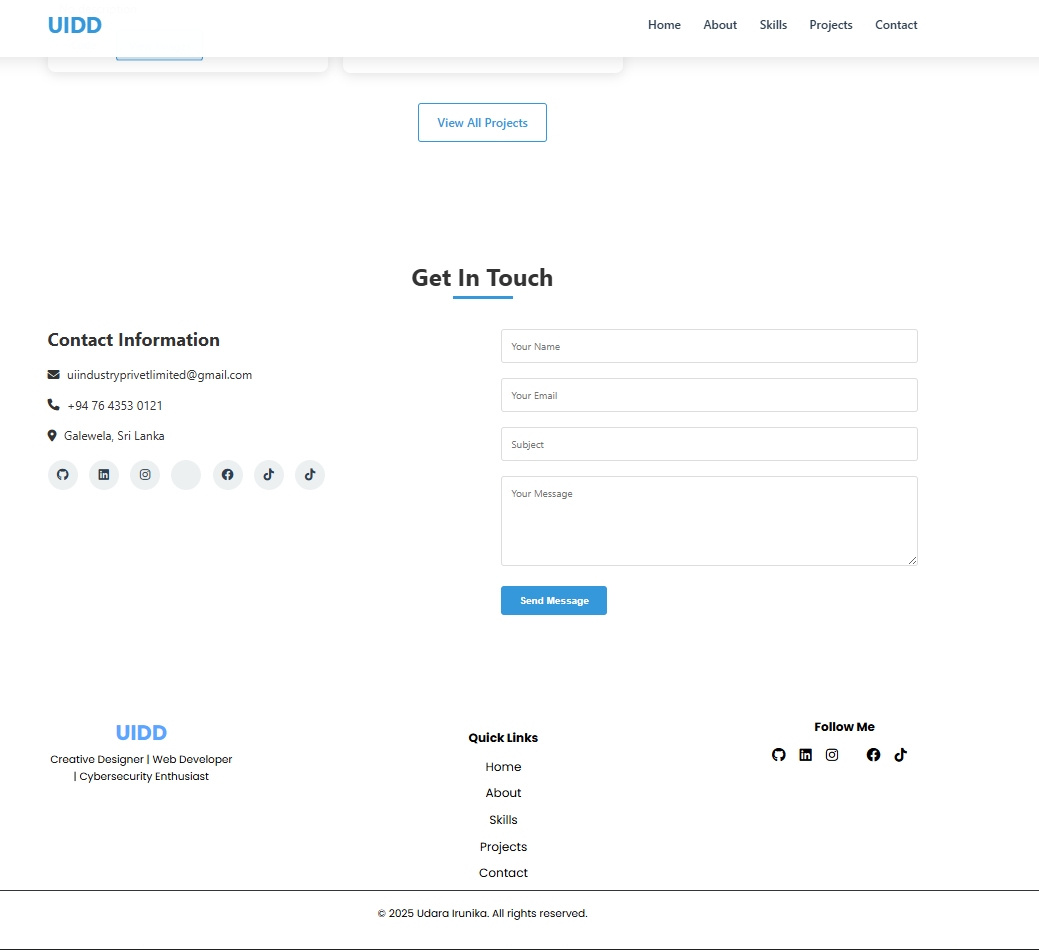 UIDD
Home About Skills Projects Contact
View All Projects
Get In Touch
Contact Information
uiindustryprivetlimited@gmail.com
+94 76 4353 0121
Galewela, Sri Lanka
Your Name
Your Email
Subject
Your Message
Send Message
UIDD
Creative Designer | Web Developer
| Cybersecurity Enthusiast
Quick Links
Home
About
Skills
Projects
Contact
Follow Me
© 2025 Udara Irunika. All rights reserved.